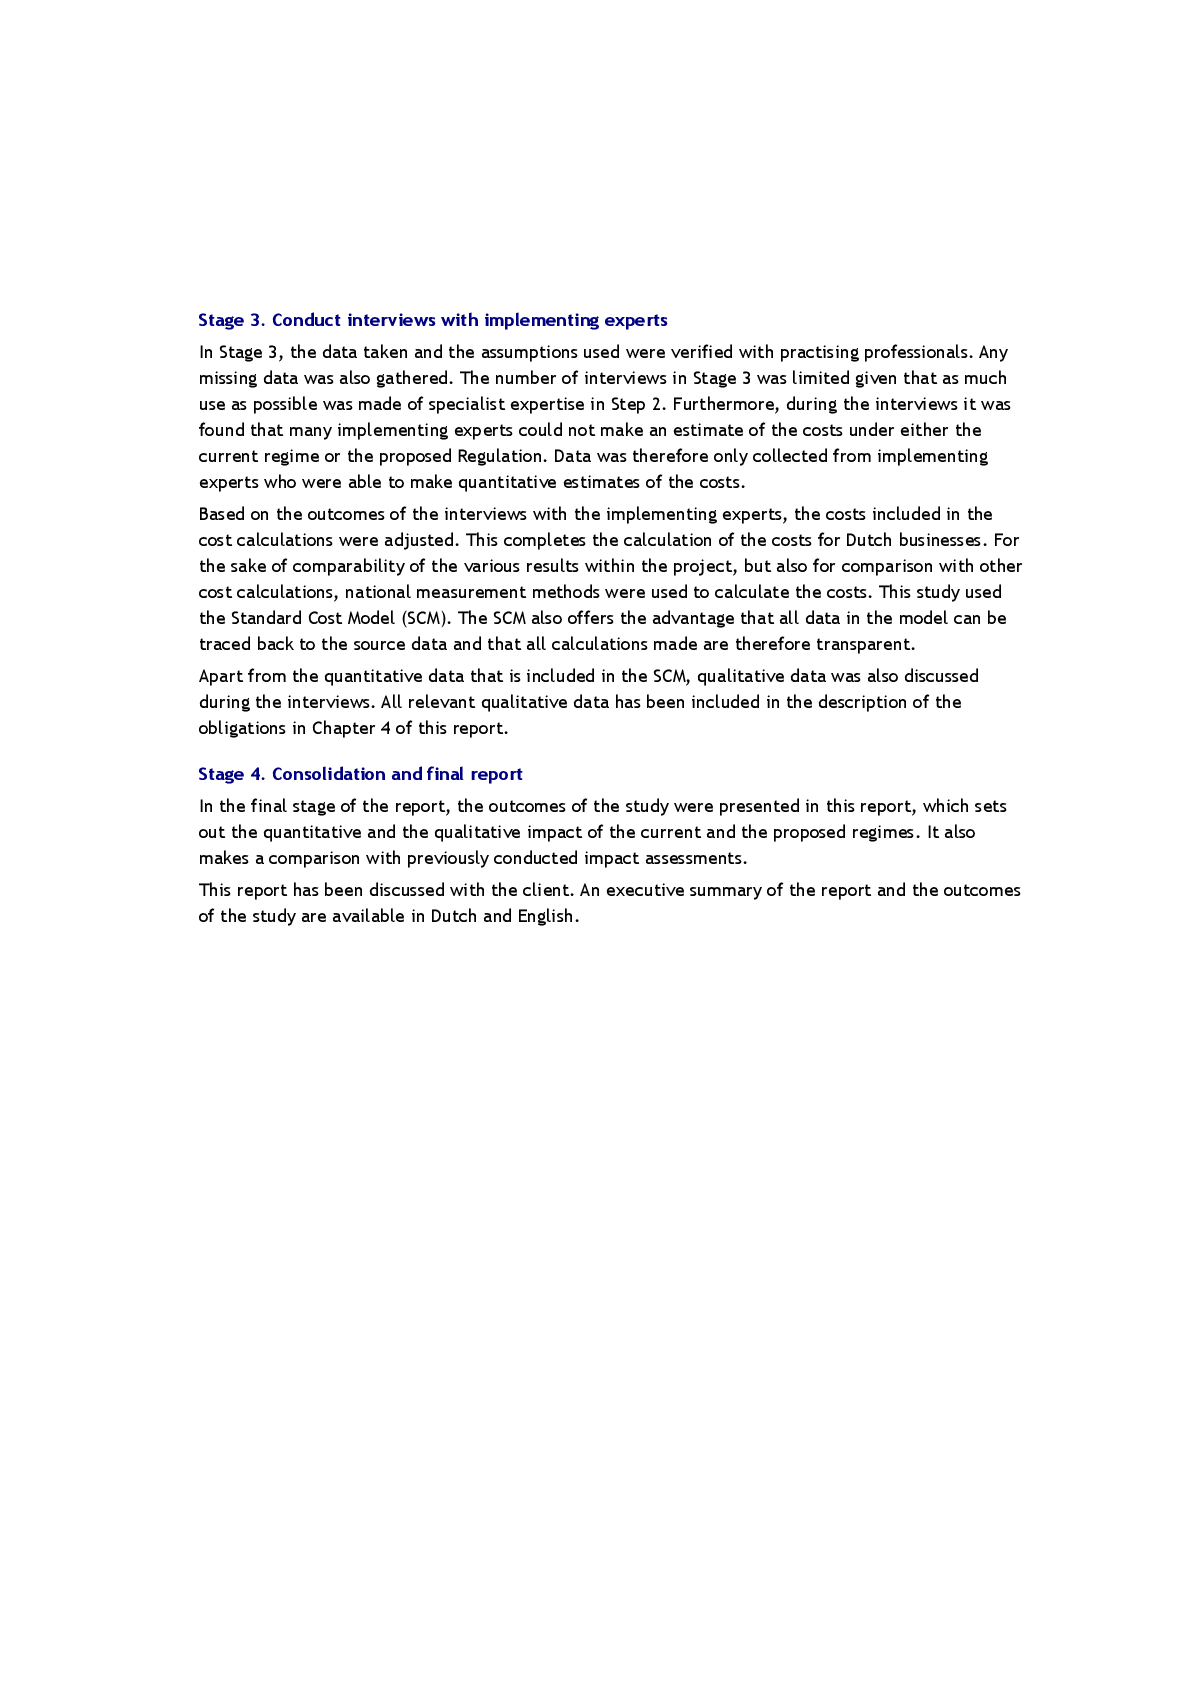 Stage 3. Conduct interviews with implementing experts
In Stage 3, the data taken and the assumptions used were verified with practising professionals. Any
missing data was also gathered. The number of interviews in Stage 3 was limited given that as much
use as possible was made of specialist expertise in Step 2. Furthermore, during the interviews it was
found that many implementing experts could not make an estimate of the costs under either the
current regime or the proposed Regulation. Data was therefore only collected from implementing
experts who were able to make quantitative estimates of the costs.
Based on the outcomes of the interviews with the implementing experts, the costs included in the
cost calculations were adjusted. This completes the calculation of the costs for Dutch businesses. For
the sake of comparability of the various results within the project, but also for comparison with other
cost calculations, national measurement methods were used to calculate the costs. This study used
the Standard Cost Model (SCM). The SCM also offers the advantage that all data in the model can be
traced back to the source data and that all calculations made are therefore transparent.
Apart from the quantitative data that is included in the SCM, qualitative data was also discussed
during the interviews. All relevant qualitative data has been included in the description of the
obligations in Chapter 4 of this report.
Stage 4. Consolidation and final report
In the final stage of the report, the outcomes of the study were presented in this report, which sets
out the quantitative and the qualitative impact of the current and the proposed regimes. It also
makes a comparison with previously conducted impact assessments.
This report has been discussed with the client. An executive summary of the report and the outcomes
of the study are available in Dutch and English.